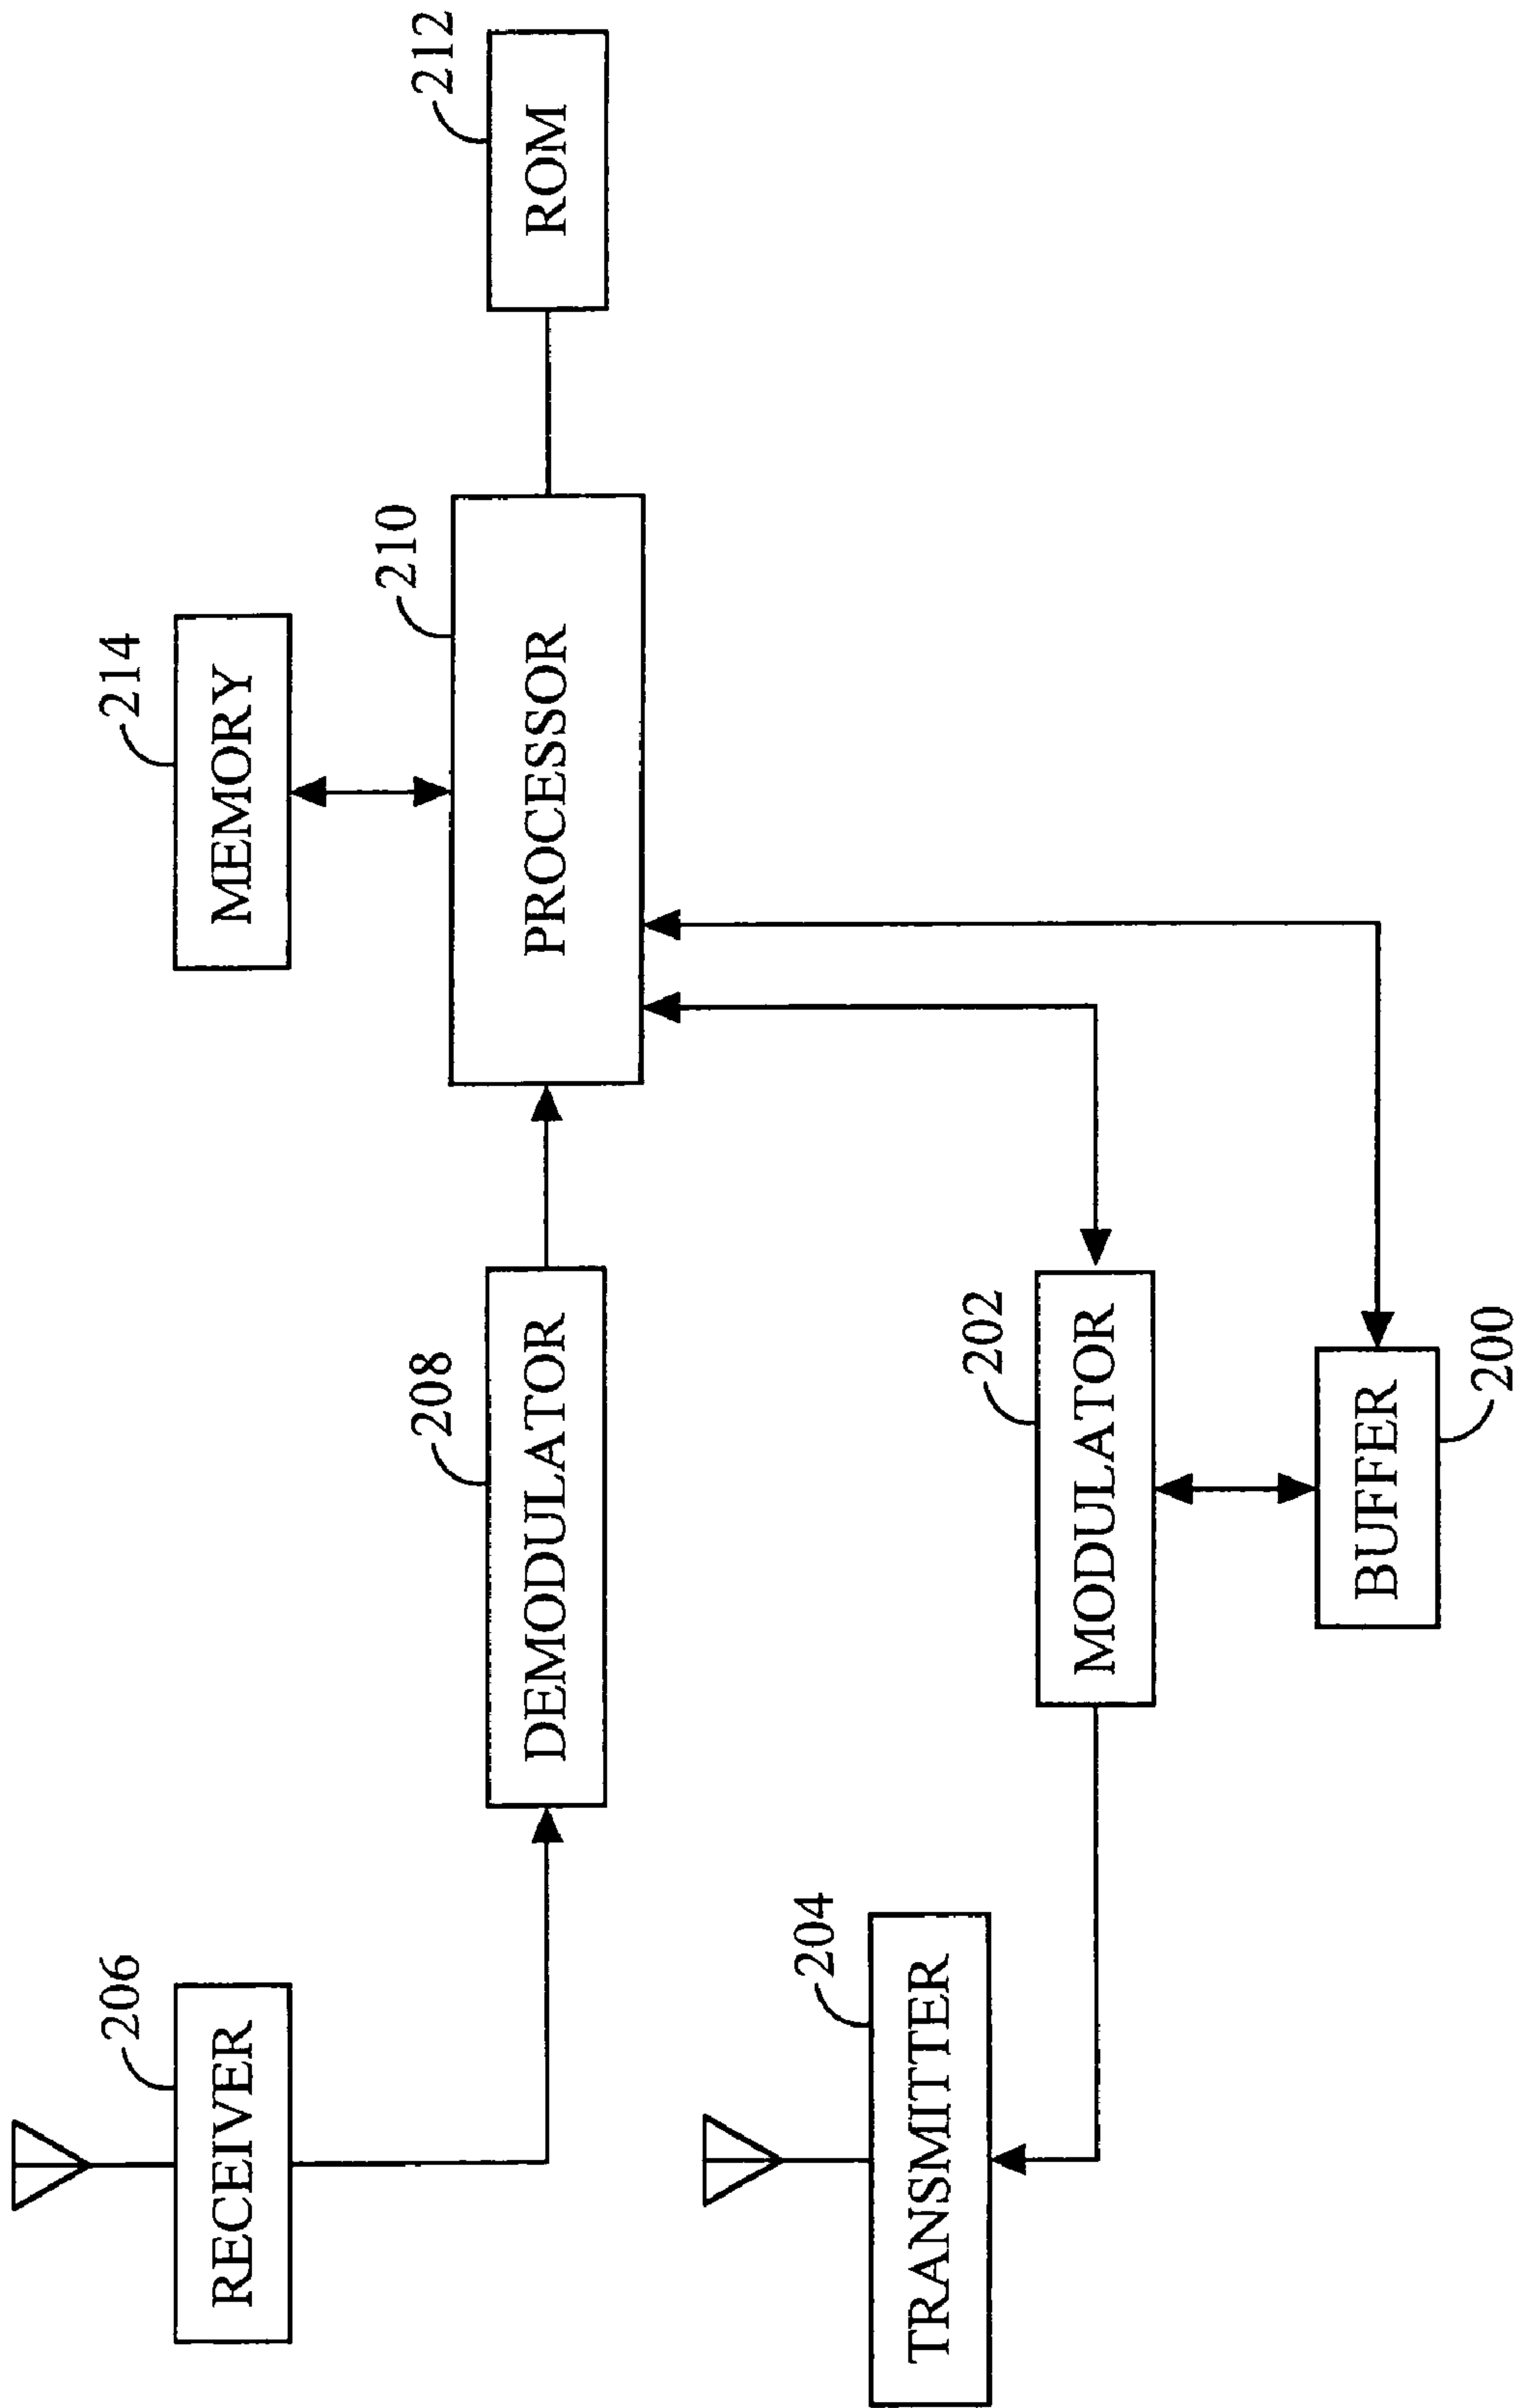 206
RECEIVER
214
MEMORY
208
DEMODULATOR
210
PROCESSOR
212
ROM
204
TRANSMITTER
202
MODULATOR
BUFFER
200